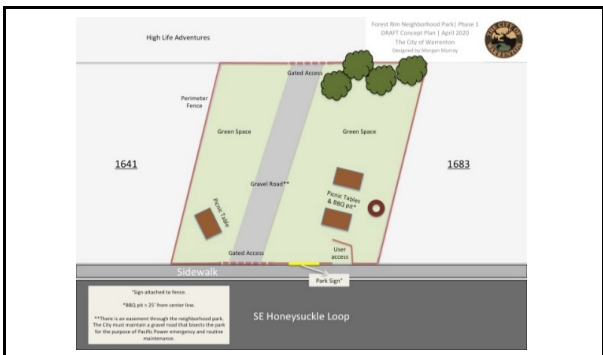 Forest Rim Neighborhood Park| Phase 1
DRAFT Concept Plan | April 2020
The City of Warrenton
Designed by Morgan Murray
THE CITY OF
WARRENTON
High Life Adventures
Gated Access
Perimeter
Fence
Green Space
Green Space
1641
1683
Gravel Road**
Picnic Tables
& BBQ pit*
Picnic Table
User
access
Gated Access
Sidewalk
Park Sign*
*Sign attached to fence.
*BBQ pit > 25' from center line.
**There is an easement through the neighborhood park.
The City must maintain a gravel road that bisects the park
for the purpose of Pacific Power emergency and routine
maintenance.
SE Honeysuckle Loop